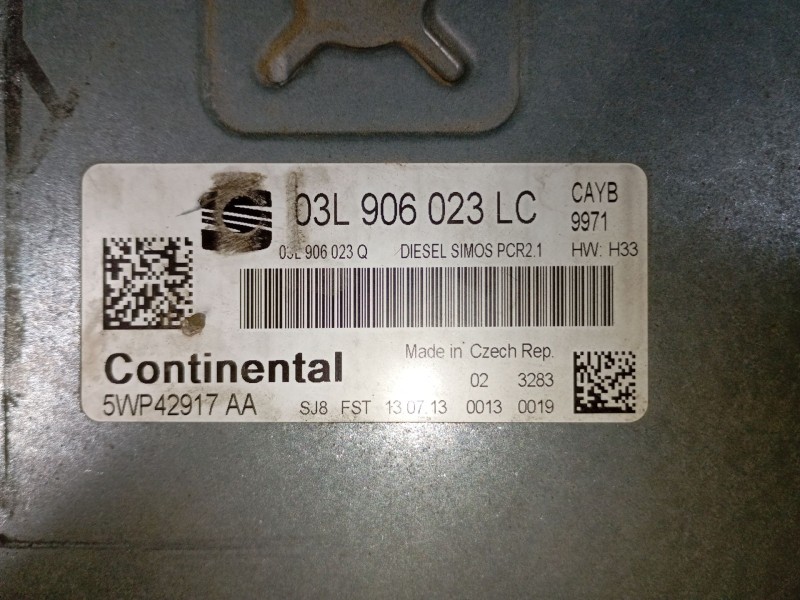 03L 906 023 LC
CAYB
9971
03L 906 023 Q DIESEL SIMOS PCR2.1 HW: H33
Continental
Made in Czech Rep.
02 3283
5WP42917 AA SJ8 FST 13.07.13 0013 0019